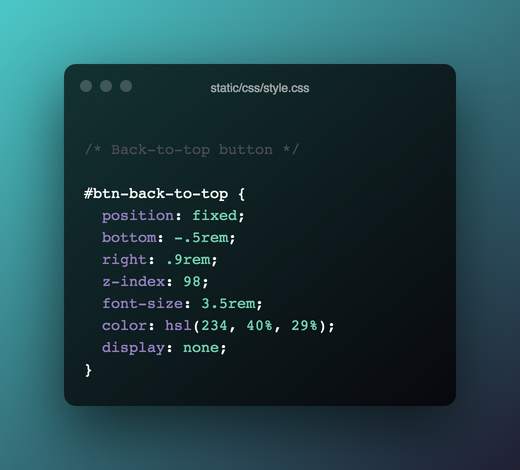 static/css/style.css
/* Back-to-top button */
#btn-back-to-top {
  position: fixed;
  bottom: -.5rem;
  right: .9rem;
  z-index: 98;
  font-size: 3.5rem;
  color: hsl(234, 40%, 29%);
  display: none;
}